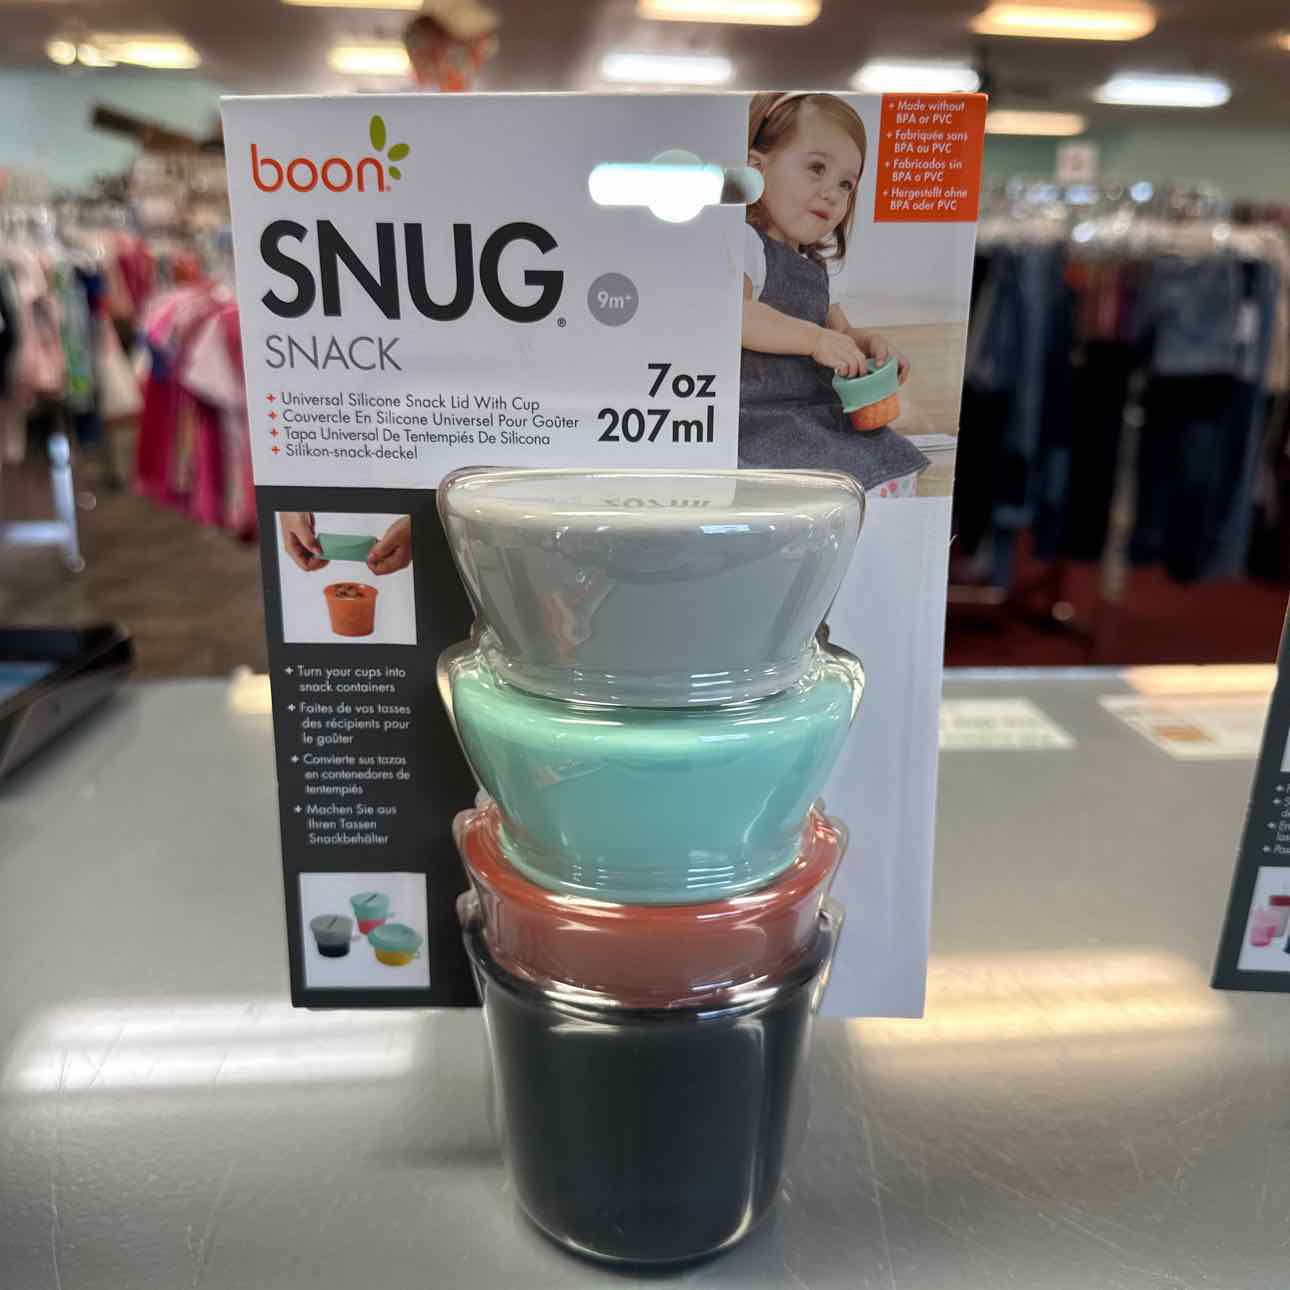 boon®
SNUG®
9m+
SNACK
7oz
207ml
+ Universal Silicone Snack Lid With Cup
+ Couvercle En Silicone Universel Pour Goûter
+ Tapa Universal De Tentempiés De Silicona
+ Silikon-snack-deckel
+ Made without
BPA or PVC
+ Fabriquée sans
BPA ou PVC
+ Fabricados sin
BPA o PVC
+ Hergestellt ohne
BPA oder PVC
+ Turn your cups into
snack containers
+ Faites de vos tasses
des récipients pour
le goûter
+ Convierte sus tazas
en contenedores de
tentempiés
+ Machen Sie aus
Ihren Tassen
Snackbehälter